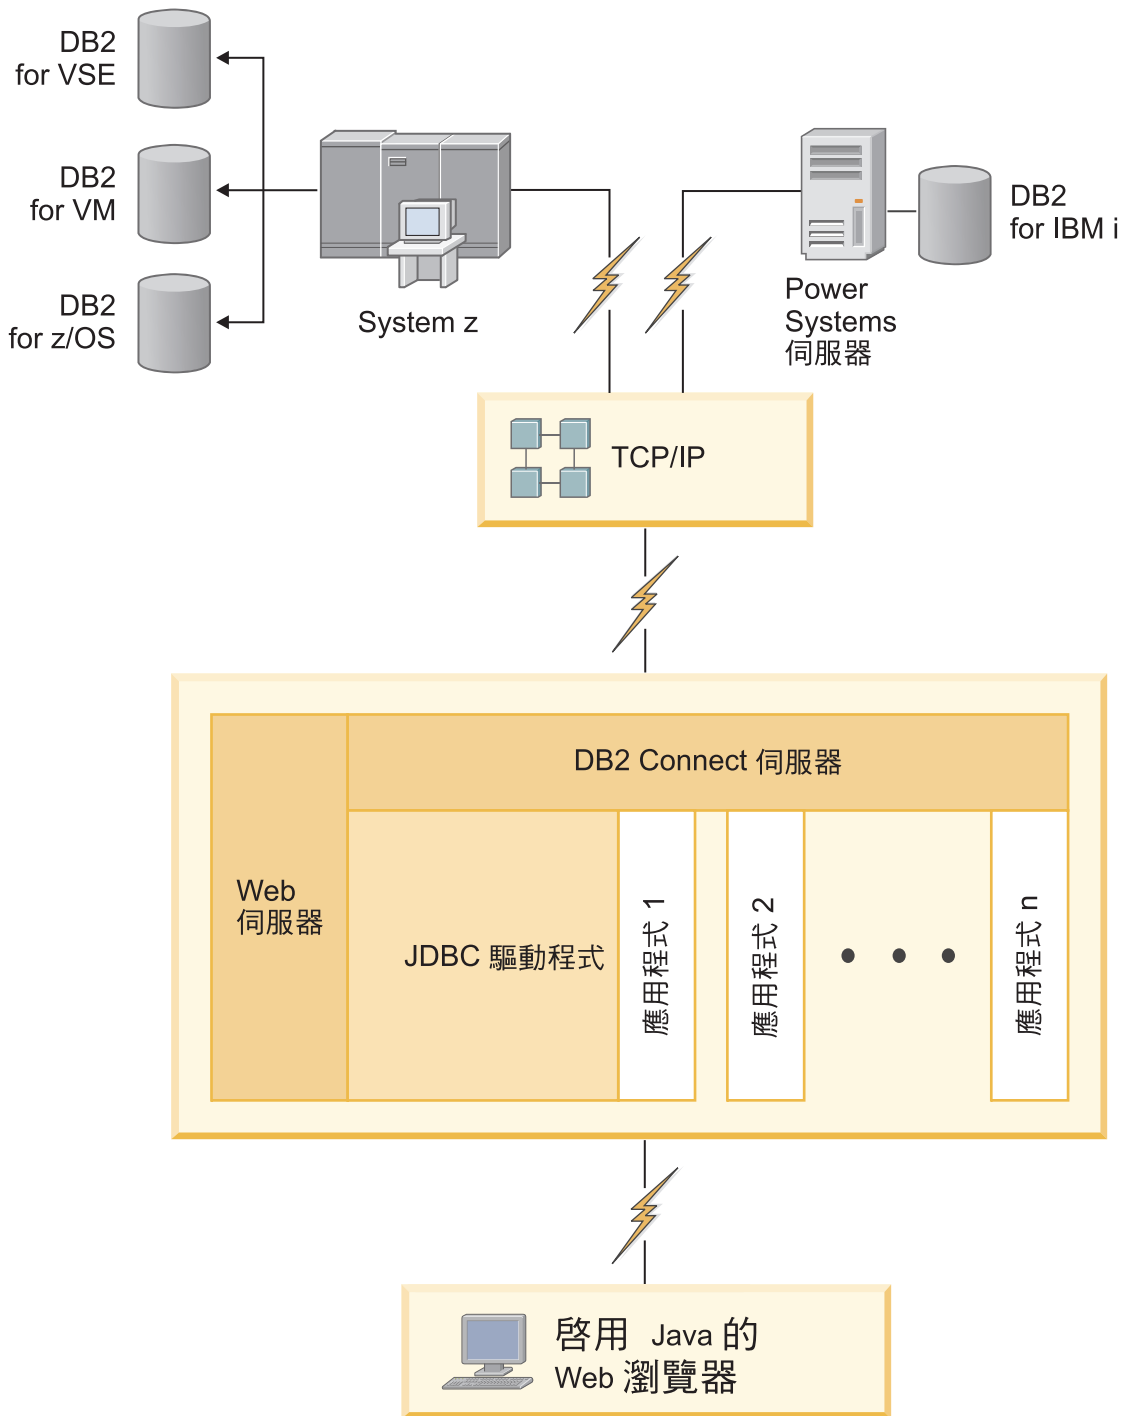 DB2
for VSE
DB2
for VM
DB2
for z/OS
System z
Power
Systems
伺服器
DB2
for IBM i
TCP/IP
DB2 Connect 伺服器
Web
伺服器
JDBC 驅動程式
應用程式 1
應用程式 2
應用程式 n
啓用 Java 的
Web 瀏覽器